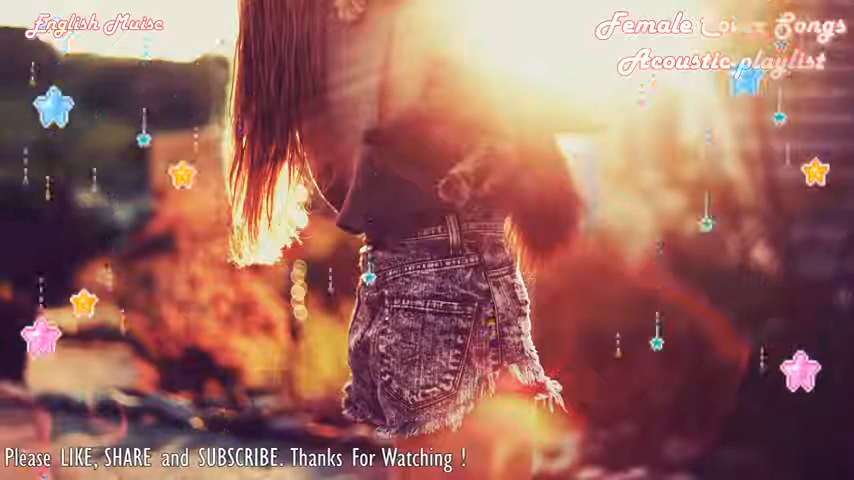 English Muisc
Female Songs
Acoustic playlist
Please LIKE, SHARE and SUBSCRIBE. Thanks For Watching !